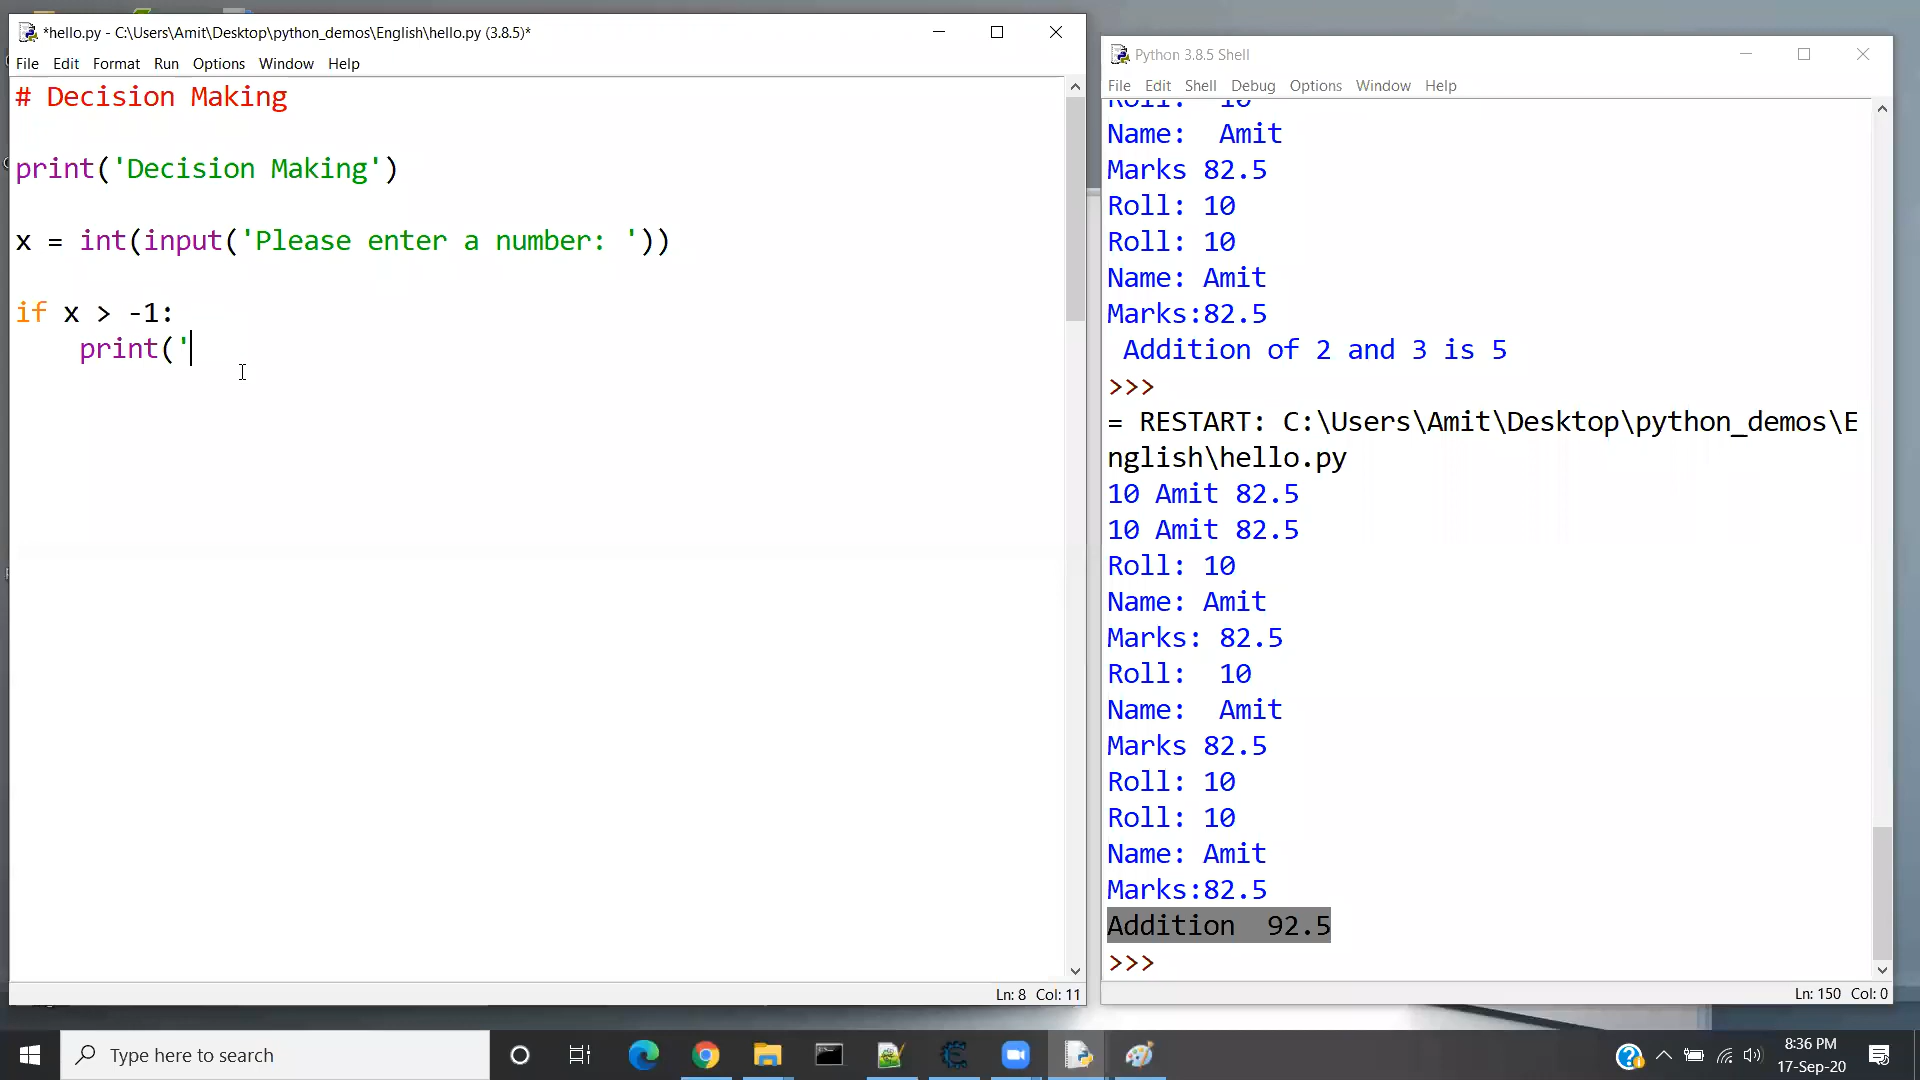 *hello.py - C:\Users\Amit\Desktop\python_demos\English\hello.py (3.8.5)*
File Edit Format Run Options Window Help
# Decision Making
print('Decision Making')
x = int(input('Please enter a number: '))
if x > -1:
print('
Ln: 8 Col: 11
Python 3.8.5 Shell
File Edit Shell Debug Options Window Help
Roll: 10
Name:  Amit
Marks 82.5
Roll: 10
Roll: 10
Name: Amit
Marks:82.5
Addition of 2 and 3 is 5
>>>
= RESTART: C:\Users\Amit\Desktop\python_demos\E
nglish\hello.py
10 Amit 82.5
10 Amit 82.5
Roll: 10
Name: Amit
Marks: 82.5
Roll:  10
Name:  Amit
Marks 82.5
Roll: 10
Roll: 10
Name: Amit
Marks:82.5
Addition  92.5
>>>
Ln: 150 Col: 0
Type here to search
8:36 PM
17-Sep-20